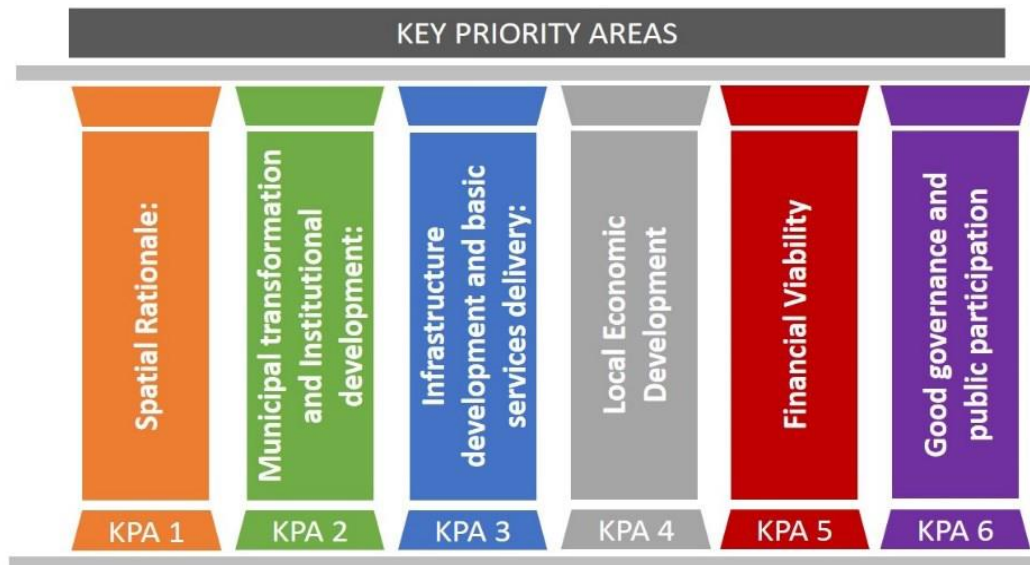 KEY PRIORITY AREAS
Spatial Rationale:
KPA 1
Municipal transformation
and Institutional
development:
KPA 2
Infrastructure
development and basic
services delivery:
KPA 3
Local Economic
Development
KPA 4
Financial Viability
KPA 5
Good governance and
public participation
KPA 6